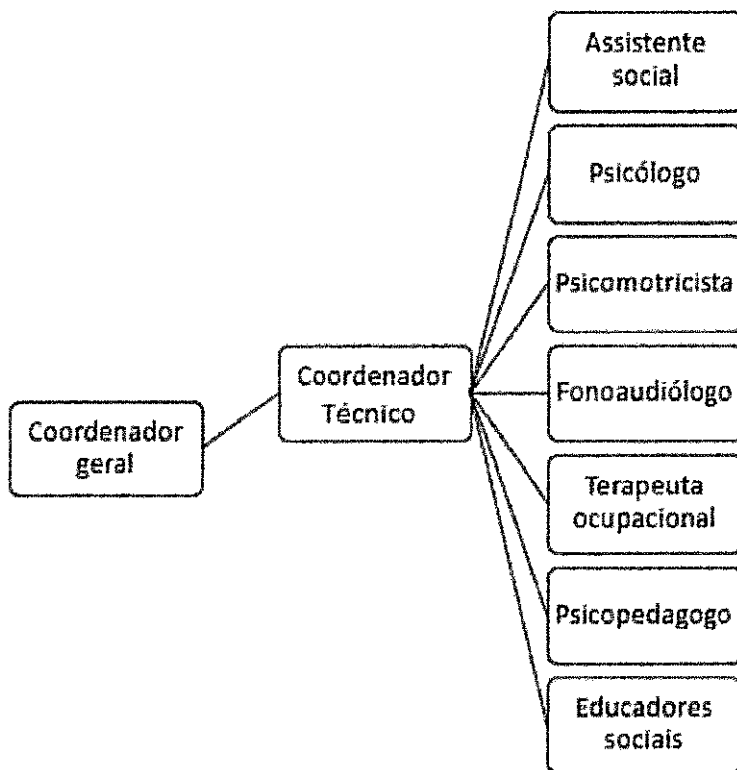 Assistente
social
Psicólogo
Psicomotricista
Coordenador
Técnico
Fonoaudiólogo
Coordenador
geral
Terapeuta
ocupacional
Psicopedagogo
Educadores
sociais